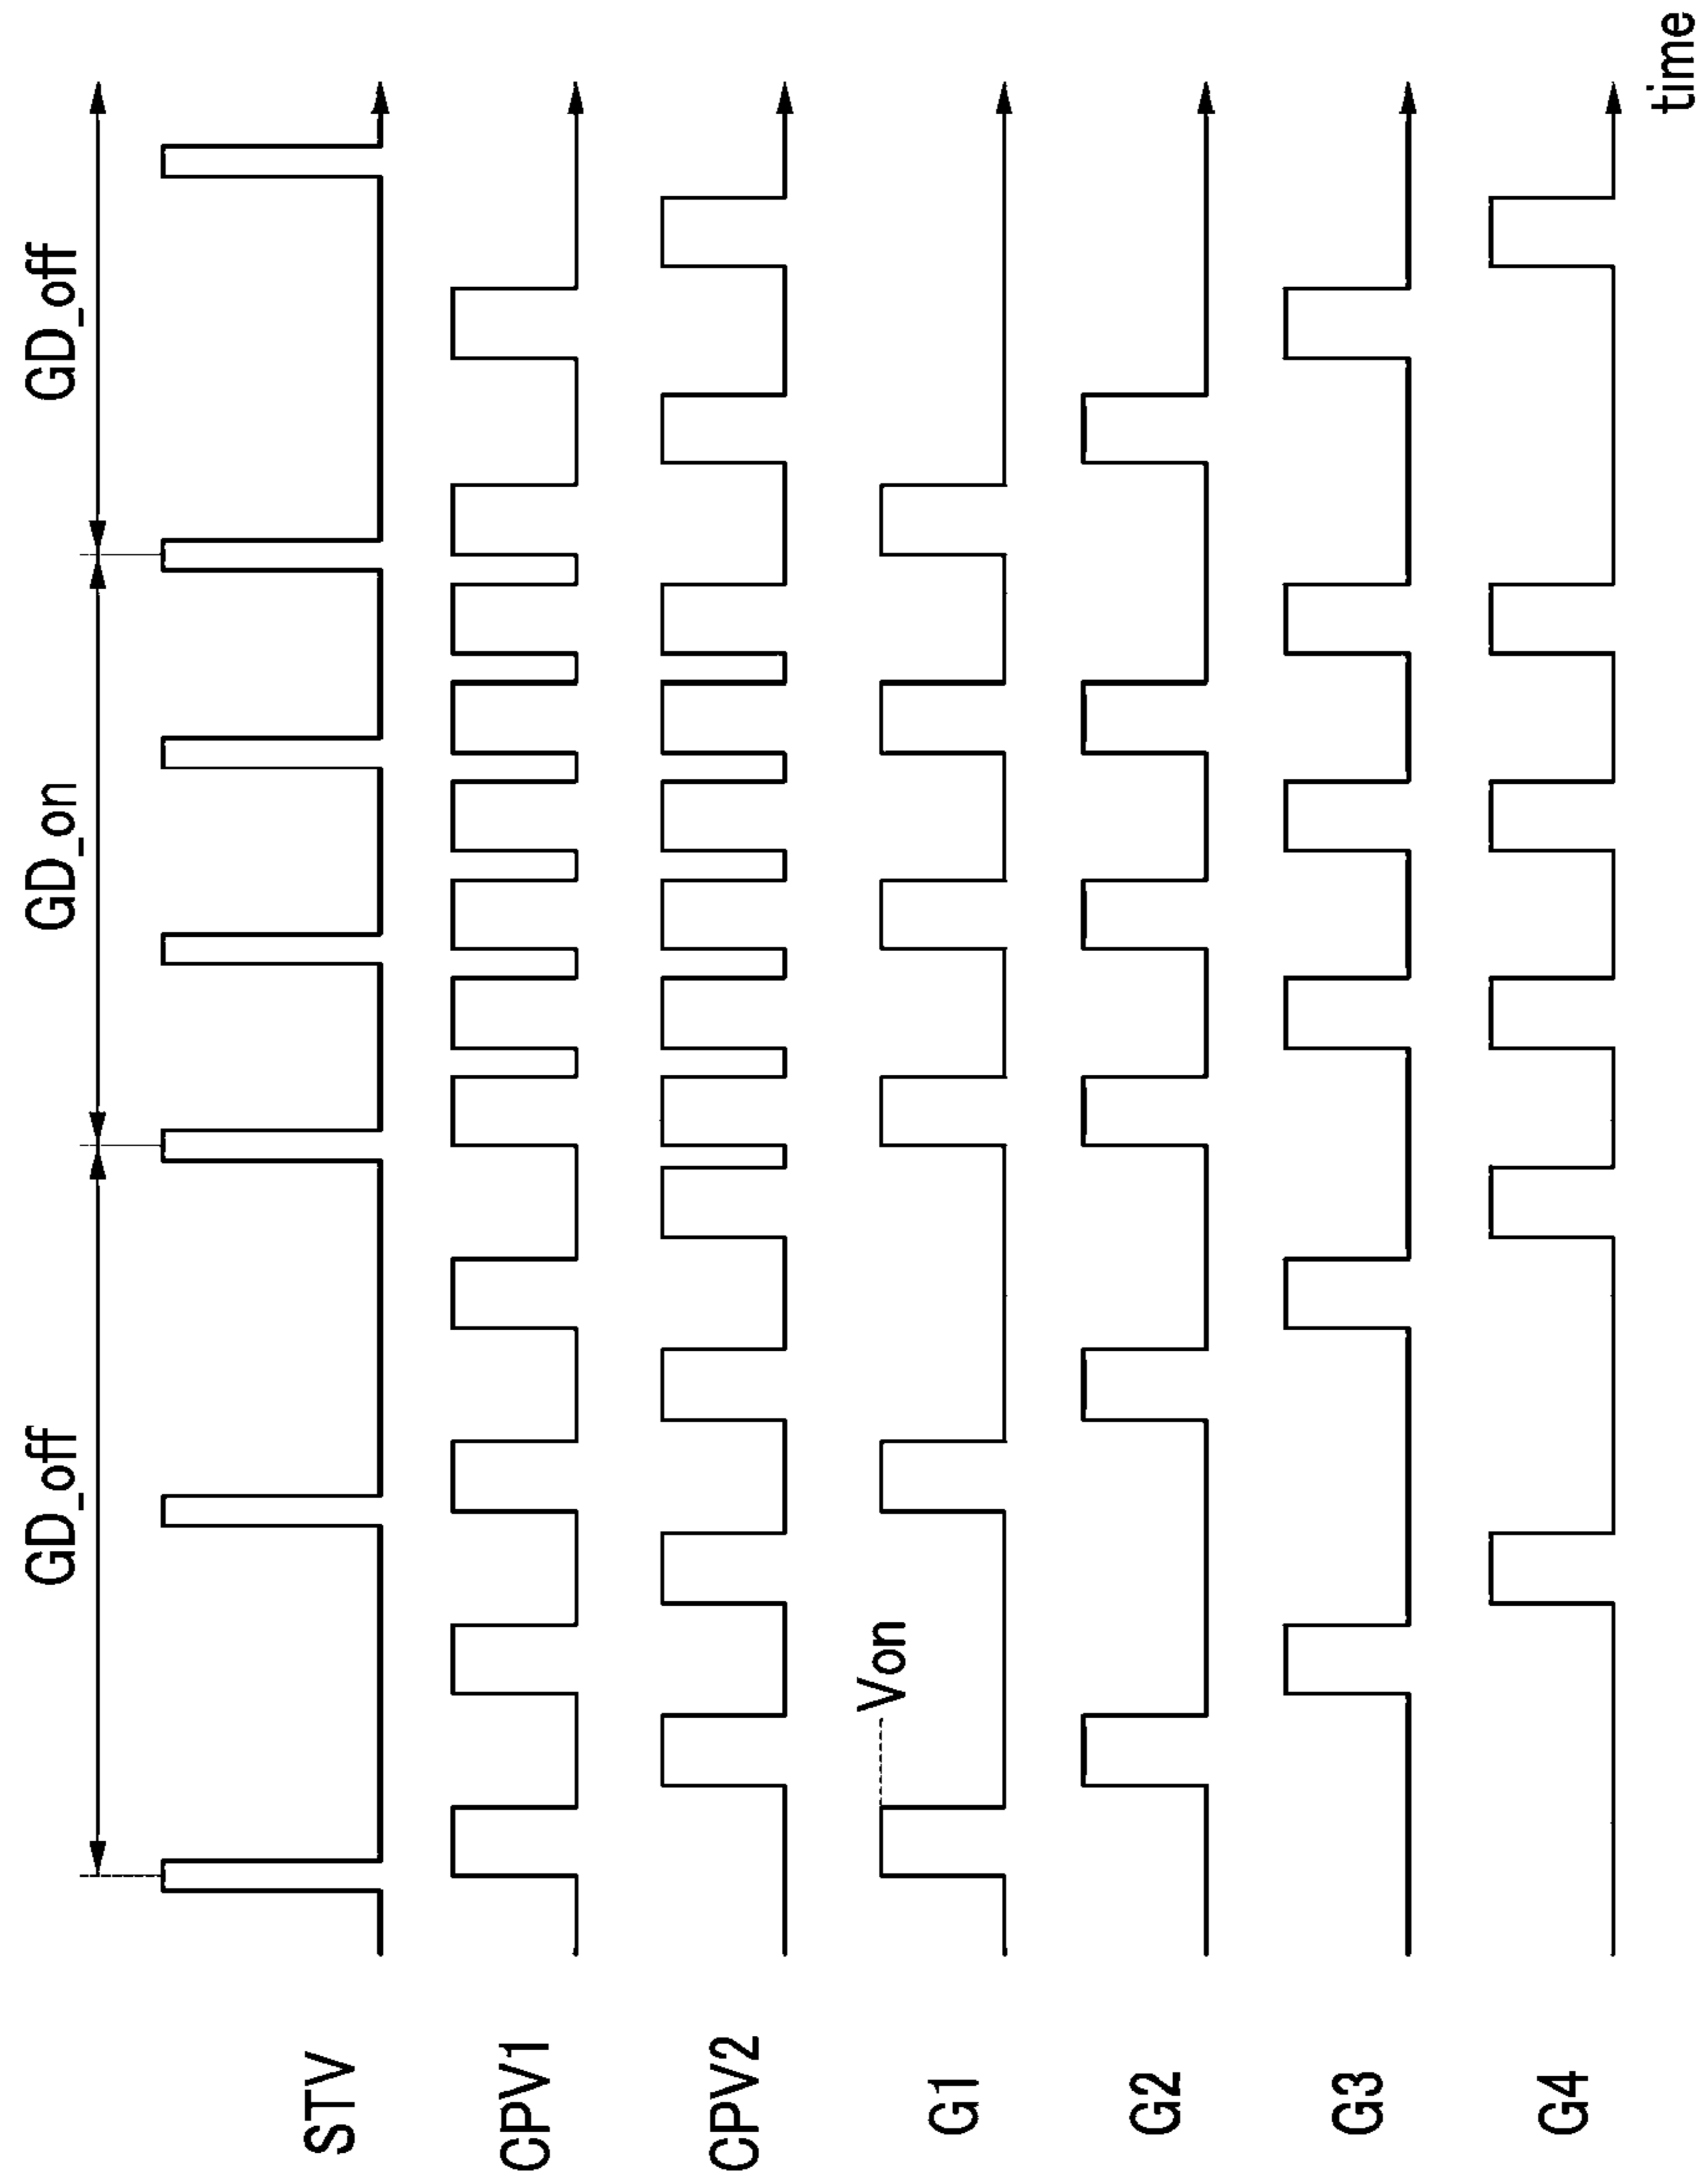 GD_off
GD_on
GD_off
STV
CPV1
CPV2
Von
G1
G2
G3
G4
time